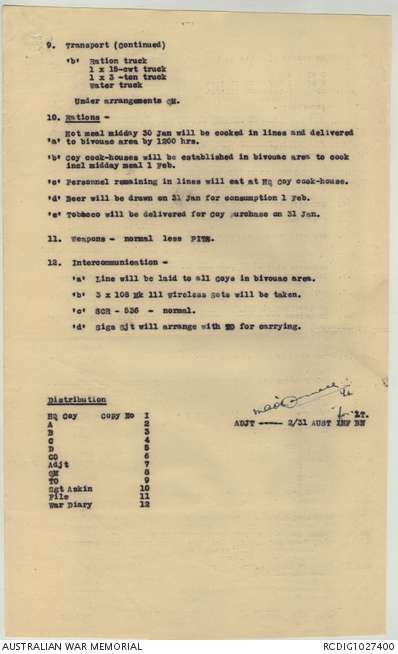 9. Transport (Continued)
'b' Ration truck
1 x 15-cwt truck
1 x 3 -ton truck
Water truck
Under arrangements QM.
10. Rations -
Hot meal midday 30 Jan will be cooked in lines and delivered
'a' to bivouac area by 1200 hrs.
'b' Coy cook-houses will be established in bivouac area to cook
incl midday meal 1 Feb.
'c' Personnel remaining in lines will eat at HQ Coy cook-house.
'd' Beer will be drawn on 31 Jan for consumption 1 Feb.
'e' Tobacco will be delivered for Coy purchase on 31 Jan.
11. Weapons - normal less PITS.
12. Intercommunication -
'a' Line will be laid to all Coys in bivouac area.
'b' 3 x 108 Mk 111 Wireless Sets will be taken.
'c' SCR - 536 - normal.
'd' Sigs Sjt will arrange with TO for carrying.
Distribution
HQ Coy Copy No I
A 2
B 3
C 4
D 5
CO 6
Adjt 7
QM 8
TO 9
Sgt Askin 10
File 11
War Diary 12
for LT.
ADJT 2/31 AUST INF BN
AUSTRALIAN WAR MEMORIAL
RCDIG1027400